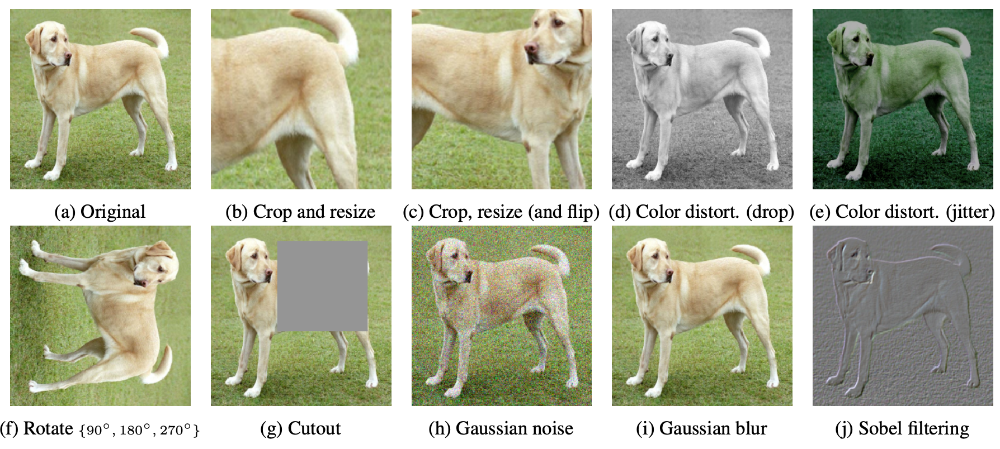 (a) Original
(b) Crop and resize
(c) Crop, resize (and flip)
(d) Color distort. (drop)
(e) Color distort. (jitter)
(f) Rotate {90°, 180°, 270°}
(g) Cutout
(h) Gaussian noise
(i) Gaussian blur
(j) Sobel filtering